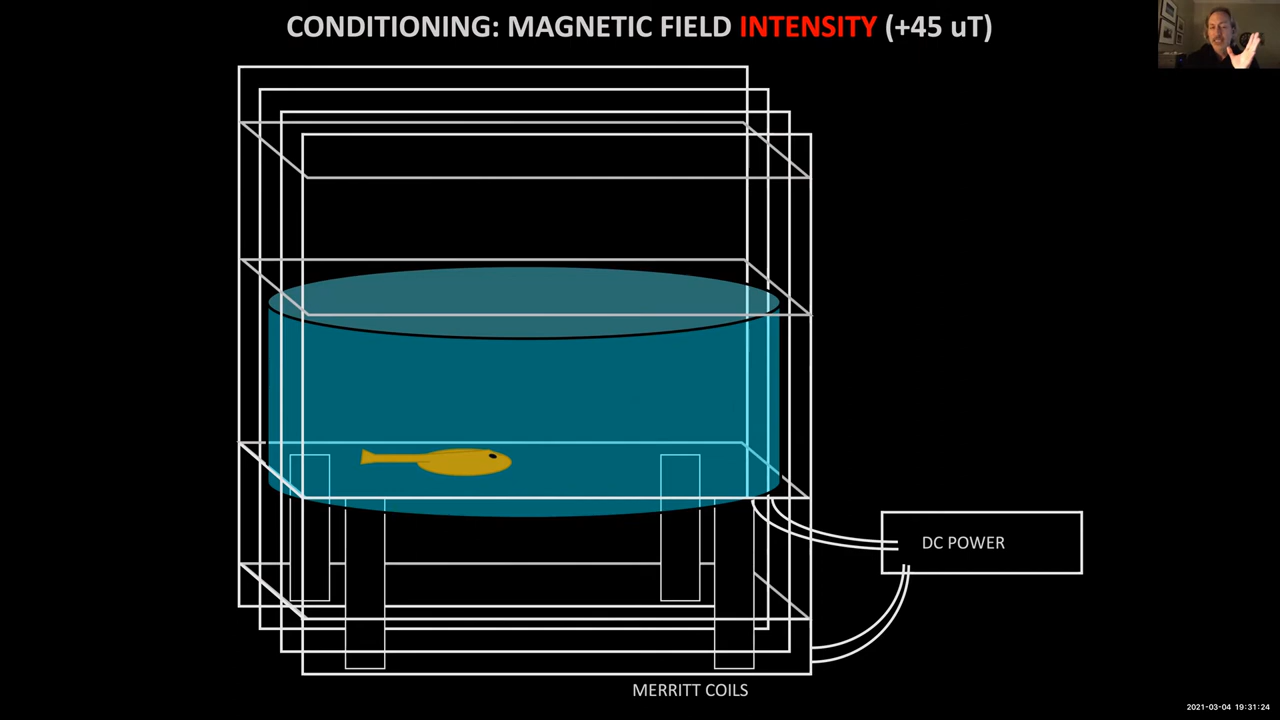 CONDITIONING: MAGNETIC FIELD INTENSITY (+45 uT)
DC POWER
MERRITT COILS
2021-03-04 19:31:24